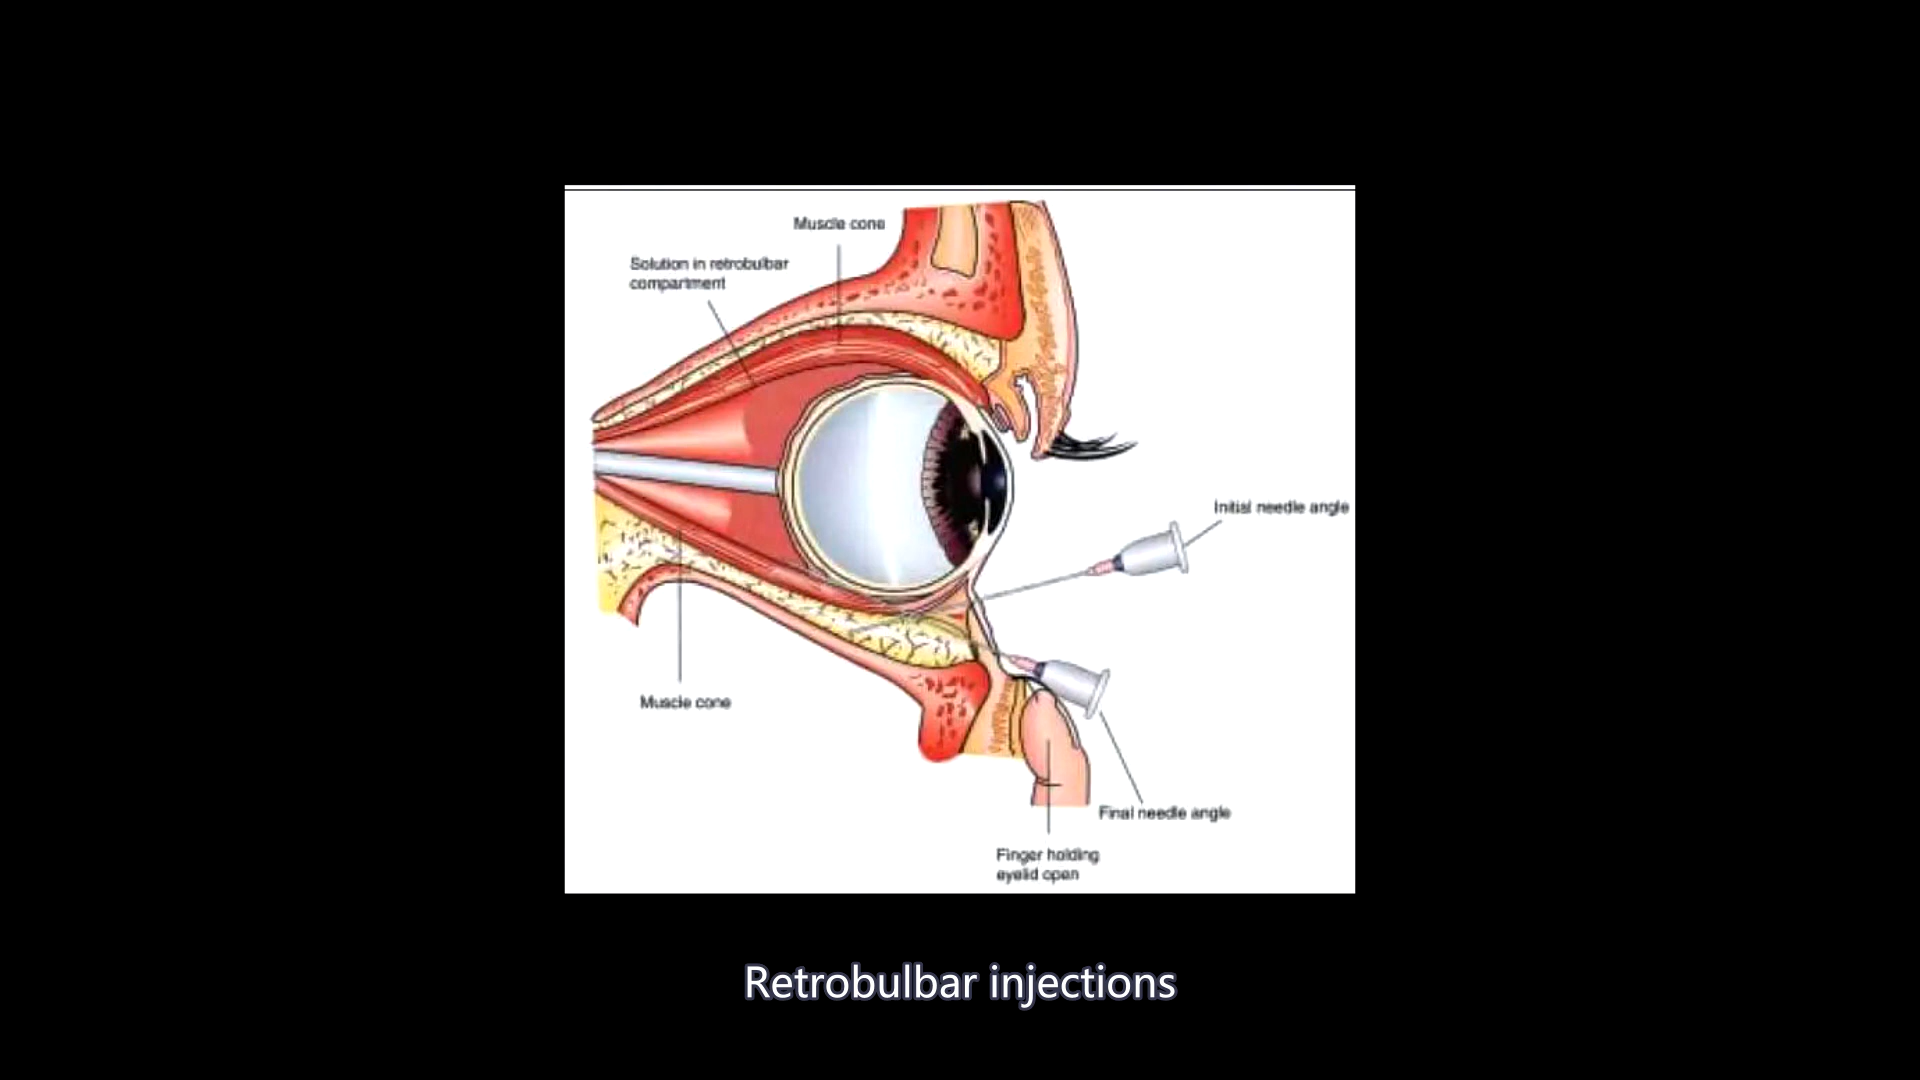 Muscle cone
Solution in retrobulbar
compartment
Initial needle angle
Muscle cone
Final needle angle
Finger holding
eyelid open
Retrobulbar injections